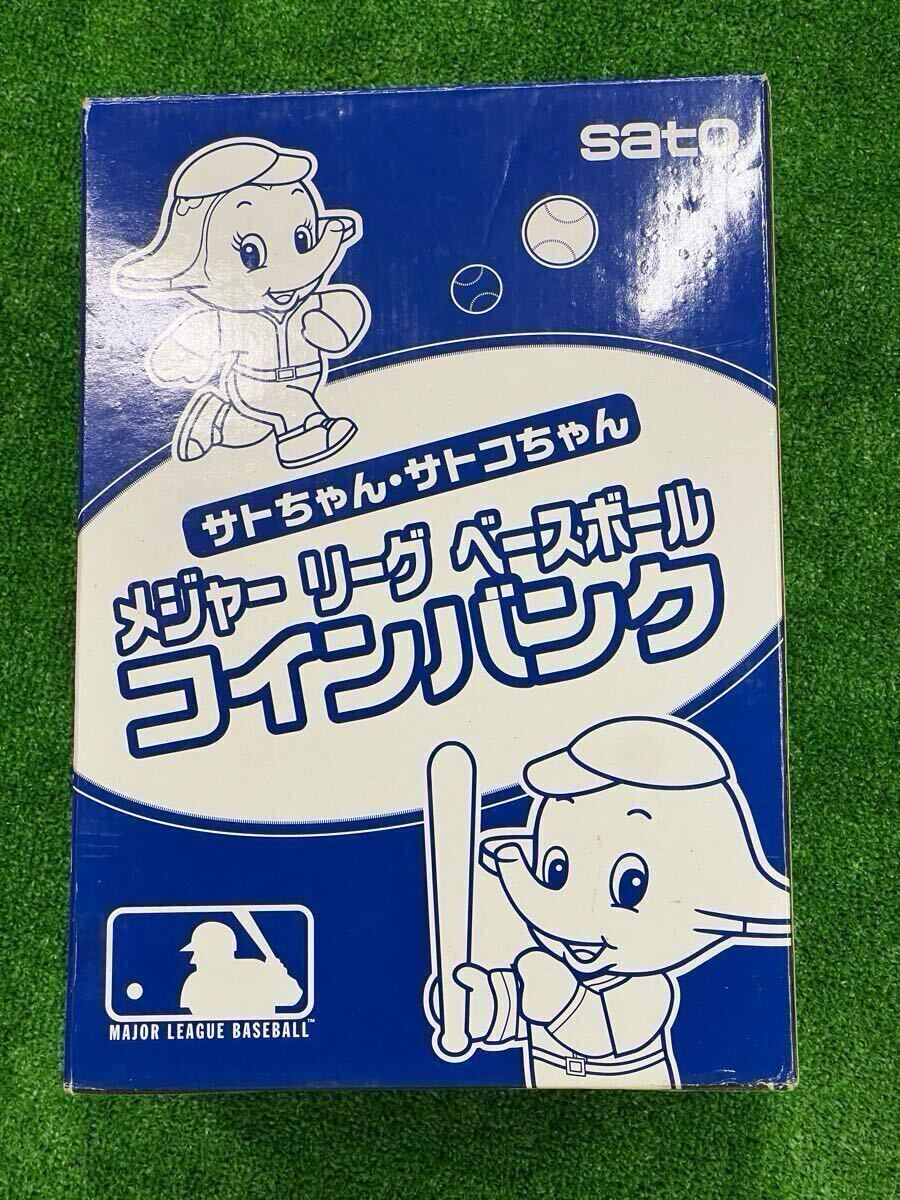 sato
サトちゃん・サトコちゃん
メジャー リーグ ベースボール
コインバンク
MAJOR LEAGUE BASEBALL™